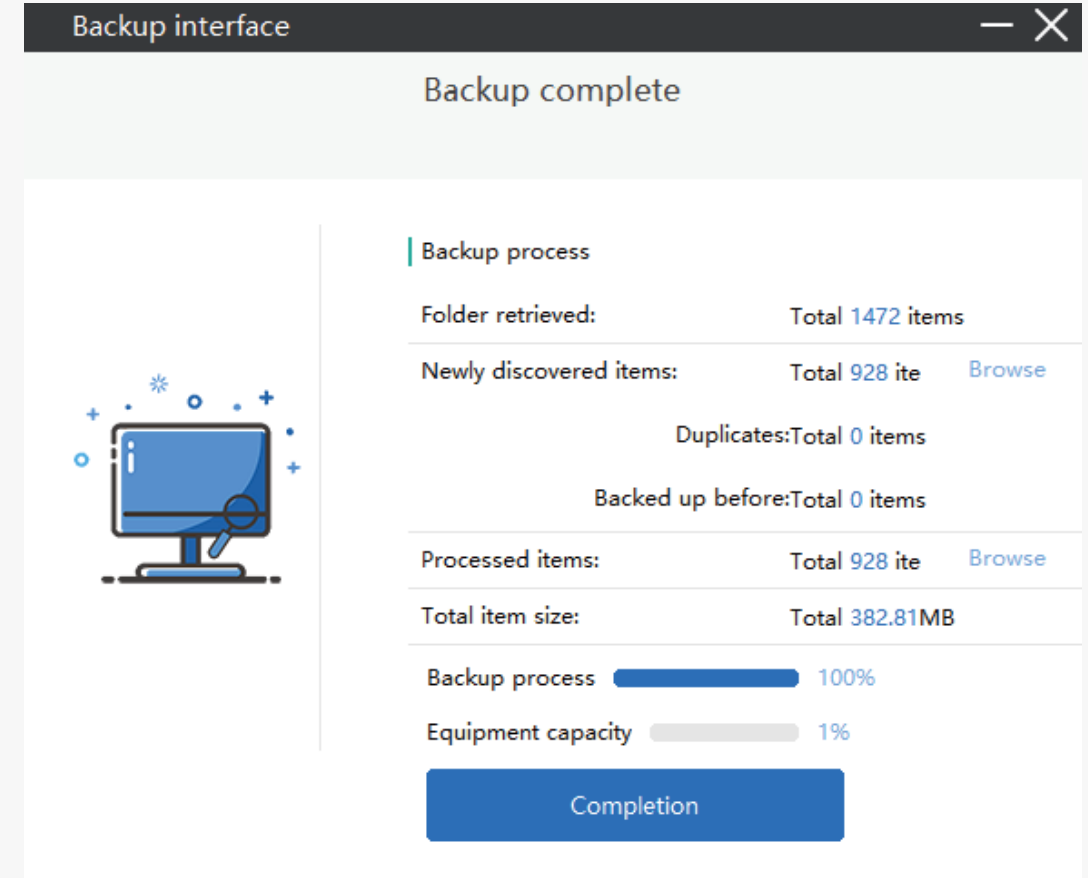 Backup interface
Backup complete
Backup process
Folder retrieved: Total 1472 items
Newly discovered items: Total 928 ite Browse
Duplicates:Total 0 items
Backed up before:Total 0 items
Processed items: Total 928 ite Browse
Total item size: Total 382.81MB
Backup process 100%
Equipment capacity 1%
Completion